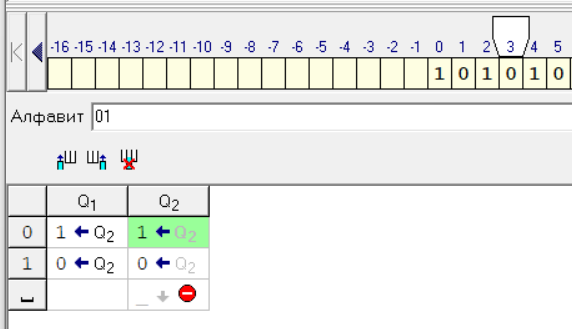 -16 -15 -14 -13 -12 -11 -10 -9 -8 -7 -6 -5 -4 -3 -2 -1 0 1 2 3 4 5
1 0 1 0 1 0
Алфавит 01
Q₁ Q₂
0 1 ← Q₂ 1 ← Q₂
1 0 ← Q₂ 0 ← Q₂
␣ _ ↓